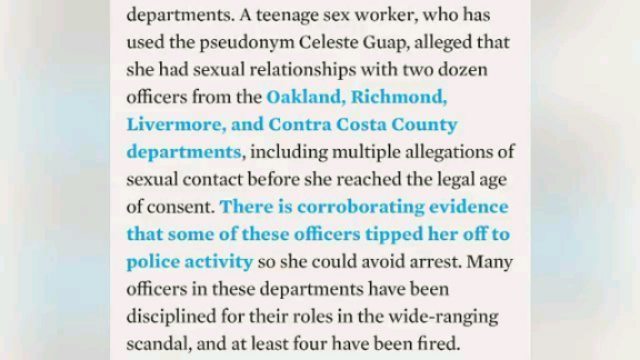 departments. A teenage sex worker, who has
used the pseudonym Celeste Guap, alleged that
she had sexual relationships with two dozen
officers from the Oakland, Richmond,
Livermore, and Contra Costa County
departments, including multiple allegations of
sexual contact before she reached the legal age
of consent. There is corroborating evidence
that some of these officers tipped her off to
police activity so she could avoid arrest. Many
officers in these departments have been
disciplined for their roles in the wide-ranging
scandal, and at least four have been fired.